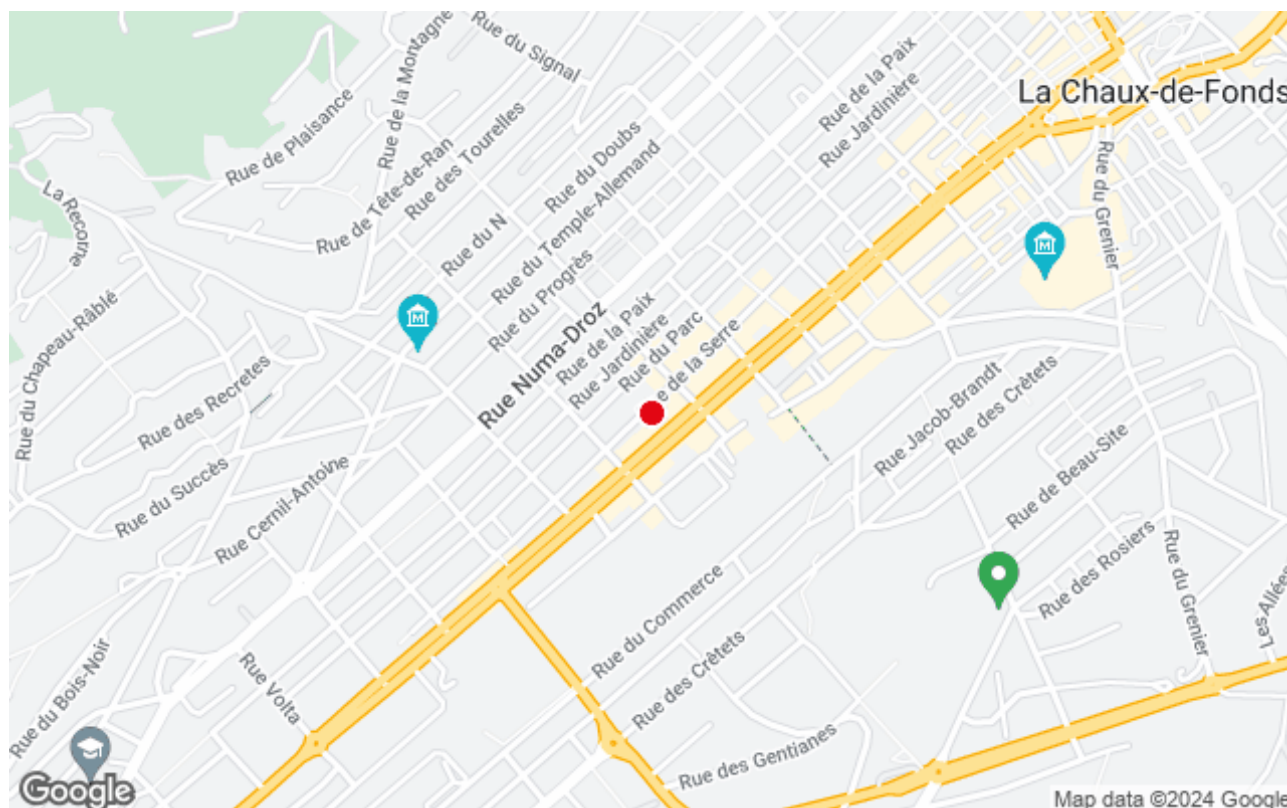 Rue de la Montagne
Rue du Signal
Rue de la Paix
Rue Jardinière
La Chaux-de-Fonds
Rue de Plaisance
Rue de Tête-de-Ran
Rue des Tourelles
Rue du Doubs
Rue du Temple-Allemand
Rue du Grenier
La Recorne
Rue du N
Rue du Progrès
Rue Numa-Droz
Rue de la Paix
Rue Jardinière
Rue du Parc
e de la Serre
Rue du Chapeau-Râblé
Rue des Recretes
Rue Jacob-Brandt
Rue des Crêtets
Rue du Succès
Rue Cernil-Antoine
Rue de Beau-Site
Rue des Rosiers
Rue du Commerce
Rue du Grenier
Les-Allées
Rue du Bois-Noir
Rue Volta
Rue des Crêtets
Rue des Gentianes
Google
Map data ©2024 Google